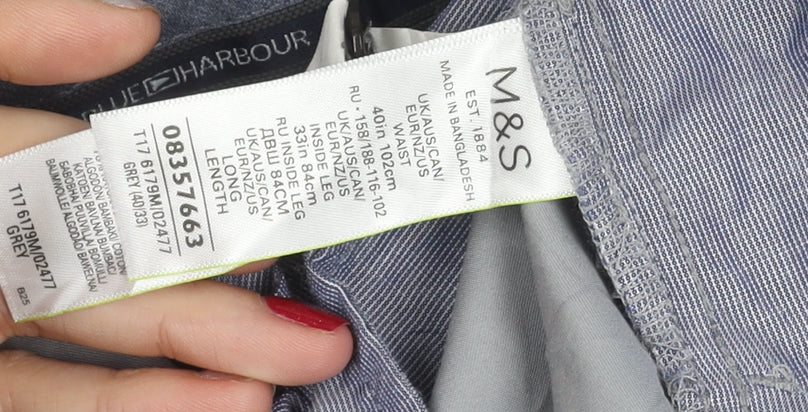 BLUE HARBOUR
M&S
EST. 1884
MADE IN BANGLADESH
UK/AUS/CAN/
EUR/NZ/US
WAIST
40in 102cm
RU • 158/188-116-102
UK/AUS/CAN/
EUR/NZ/US
INSIDE LEG
33in 84cm
RU INSIDE LEG
ДВШ 84CM
UK/AUS/CAN/
EUR/NZ/US
LONG
LENGTH
08357663
T17 6179M/02477
GREY (40/33)
T17 6179M/02477
GREY
B25